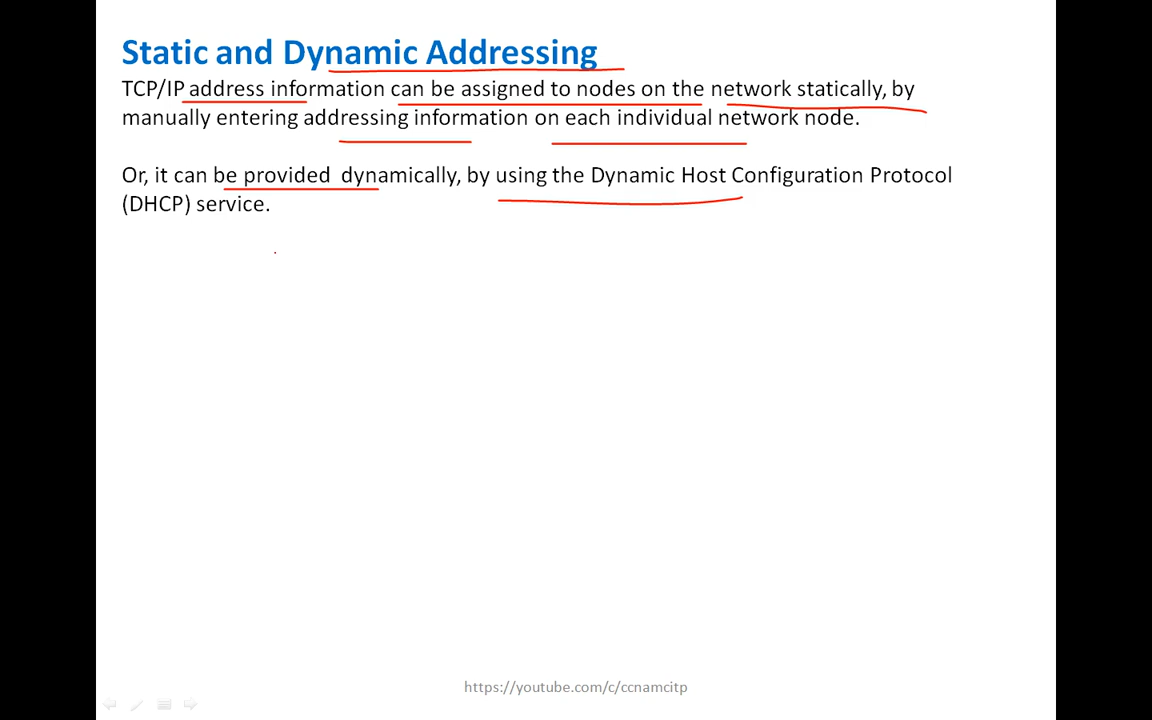 Static and Dynamic Addressing
TCP/IP address information can be assigned to nodes on the network statically, by
manually entering addressing information on each individual network node.
Or, it can be provided  dynamically, by using the Dynamic Host Configuration Protocol
(DHCP) service.
https://youtube.com/c/ccnamcitp